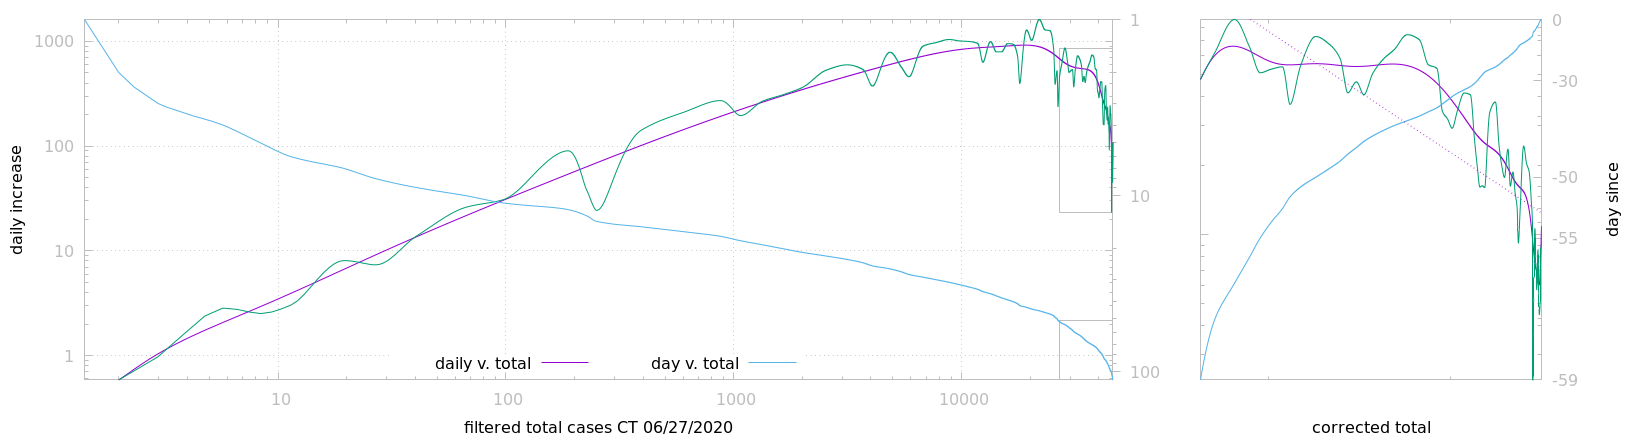 1000
100
10
1
daily increase
10
100
1000
10000
filtered total cases CT 06/27/2020
daily v. total
day v. total
1
10
100
0
-30
-50
-55
-59
day since
corrected total